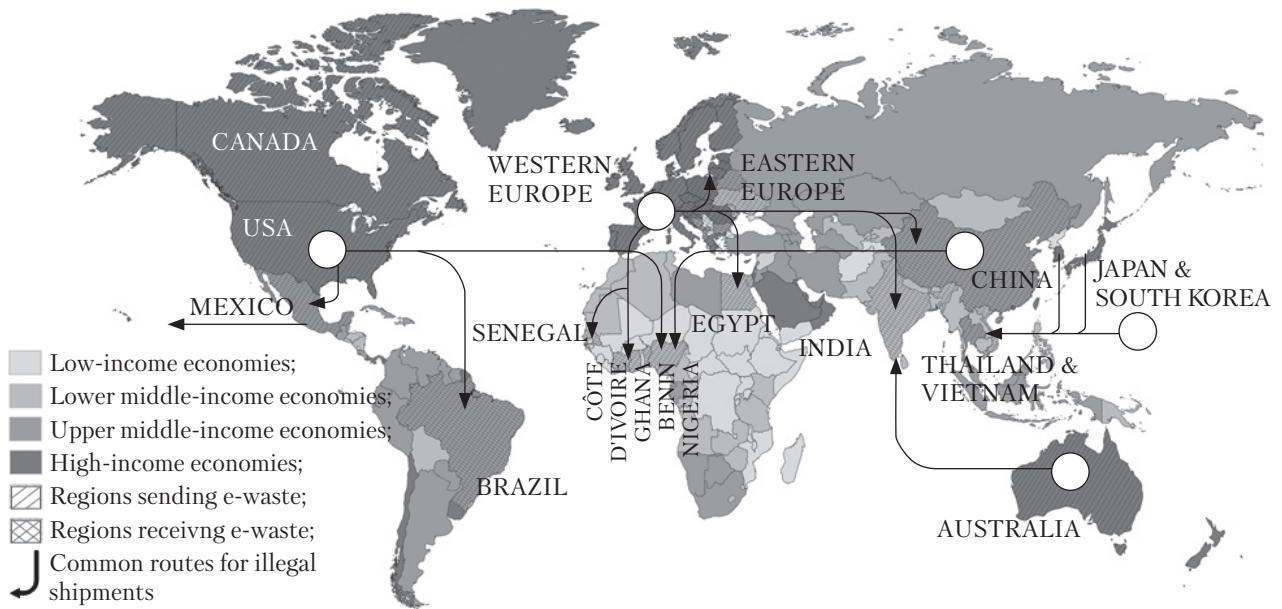 CANADA
USA
MEXICO
WESTERN
EUROPE
EASTERN
EUROPE
CHINA
JAPAN &
SOUTH KOREA
SENEGAL
EGYPT
INDIA
THAILAND &
VIETNAM
CÔTE
D'IVOIRE
GHANA
BENIN
NIGERIA
BRAZIL
AUSTRALIA
Low-income economies;
Lower middle-income economies;
Upper middle-income economies;
High-income economies;
Regions sending e-waste;
Regions receivng e-waste;
Common routes for illegal
shipments